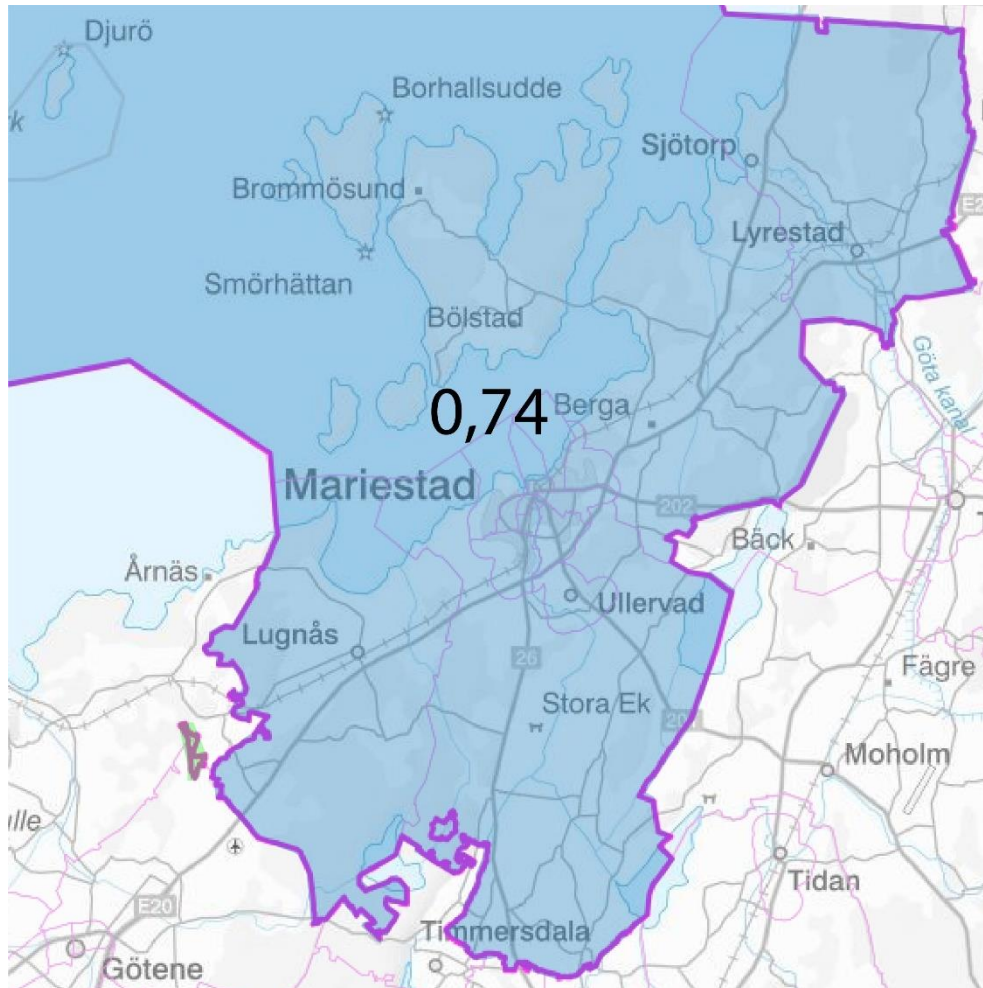 Djurö
Borhallsudde
Sjötorp
Brommösund
E2
Lyrestad
Smörhättan
Bölstad
Göta kanal
0,74
Berga
Mariestad
202
Bäck
Årnäs
Ullervad
Lugnås
26
Fägre
Stora Ek
Moholm
Tidan
E20
Timmersdala
Götene